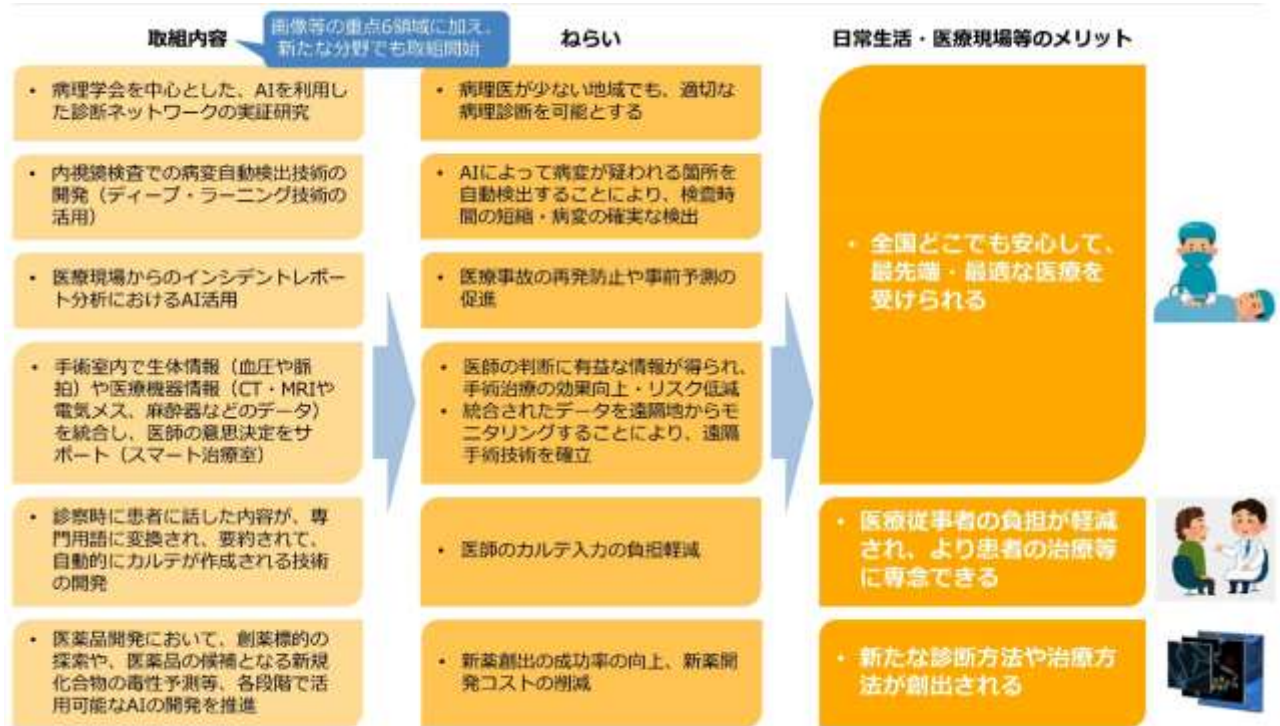 取組内容
画像等の重点6領域に加え、
新たな分野でも取組開始
ねらい
日常生活・医療現場等のメリット
• 病理学会を中心とした、AIを利用し
た診断ネットワークの実証研究
• 病理医が少ない地域でも、適切な
病理診断を可能とする
• 内視鏡検査での病変自動検出技術の
開発（ディープ・ラーニング技術の
活用）
• AIによって病変が疑われる箇所を
自動検出することにより、検査時
間の短縮・病変の確実な検出
• 医療現場からのインシデントレポー
ト分析におけるAI活用
• 医療事故の再発防止や事前予測の
促進
• 手術室内で生体情報（血圧や脈
拍）や医療機器情報（CT・MRIや
電気メス、麻酔器などのデータ）
を統合し、医師の意思決定をサ
ポート（スマート治療室）
• 医師の判断に有益な情報が得られ、
手術治療の効果向上・リスク低減
• 統合されたデータを遠隔地からモ
ニタリングすることにより、遠隔
手術技術を確立
• 全国どこでも安心して、
最先端・最適な医療を
受けられる
• 診察時に患者に話した内容が、専
門用語に変換され、要約されて、
自動的にカルテが作成される技術
の開発
• 医師のカルテ入力の負担軽減
• 医療従事者の負担が軽減
され、より患者の治療等
に専念できる
• 医薬品開発において、創薬標的の
探索や、医薬品の候補となる新規
化合物の毒性予測等、各段階で活
用可能なAIの開発を推進
• 新薬創出の成功率の向上、新薬開
発コストの削減
• 新たな診断方法や治療方
法が創出される